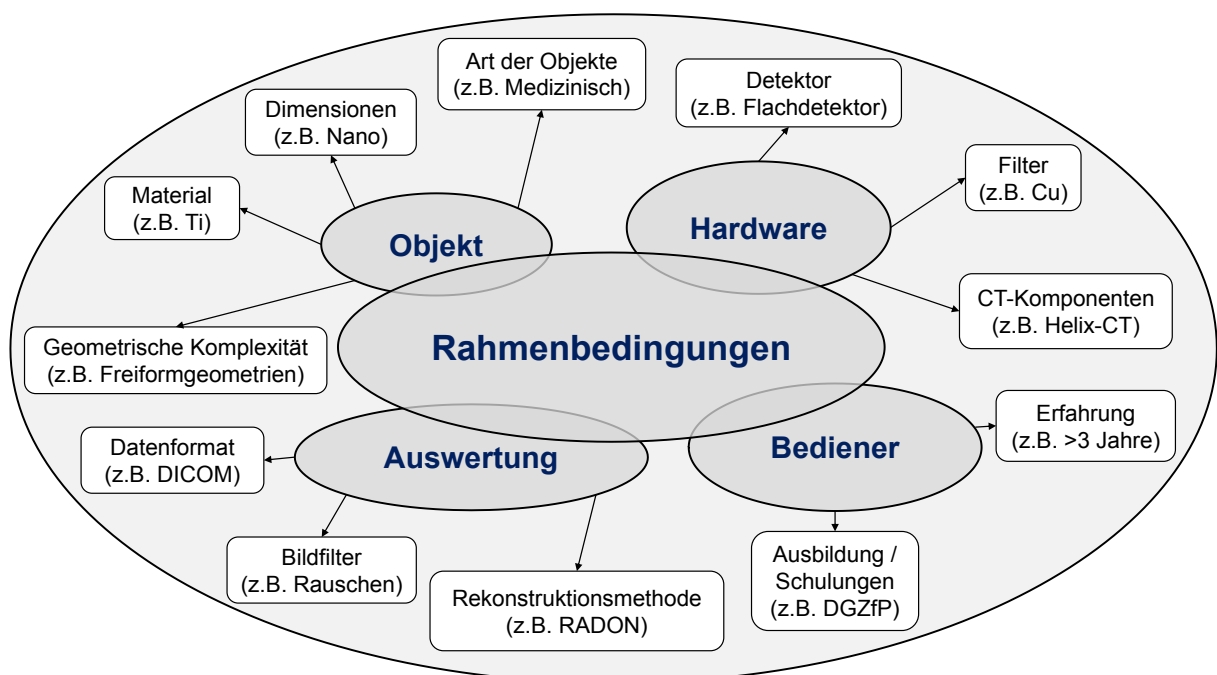 Art der Objekte
(z.B. Medizinisch)
Detektor
(z.B. Flachdetektor)
Dimensionen
(z.B. Nano)
Filter
(z.B. Cu)
Material
(z.B. Ti)
Objekt
Hardware
CT-Komponenten
(z.B. Helix-CT)
Geometrische Komplexität
(z.B. Freiformgeometrien)
Rahmenbedingungen
Erfahrung
(z.B. >3 Jahre)
Datenformat
(z.B. DICOM)
Auswertung
Bediener
Bildfilter
(z.B. Rauschen)
Rekonstruktionsmethode
(z.B. RADON)
Ausbildung /
Schulungen
(z.B. DGZfP)